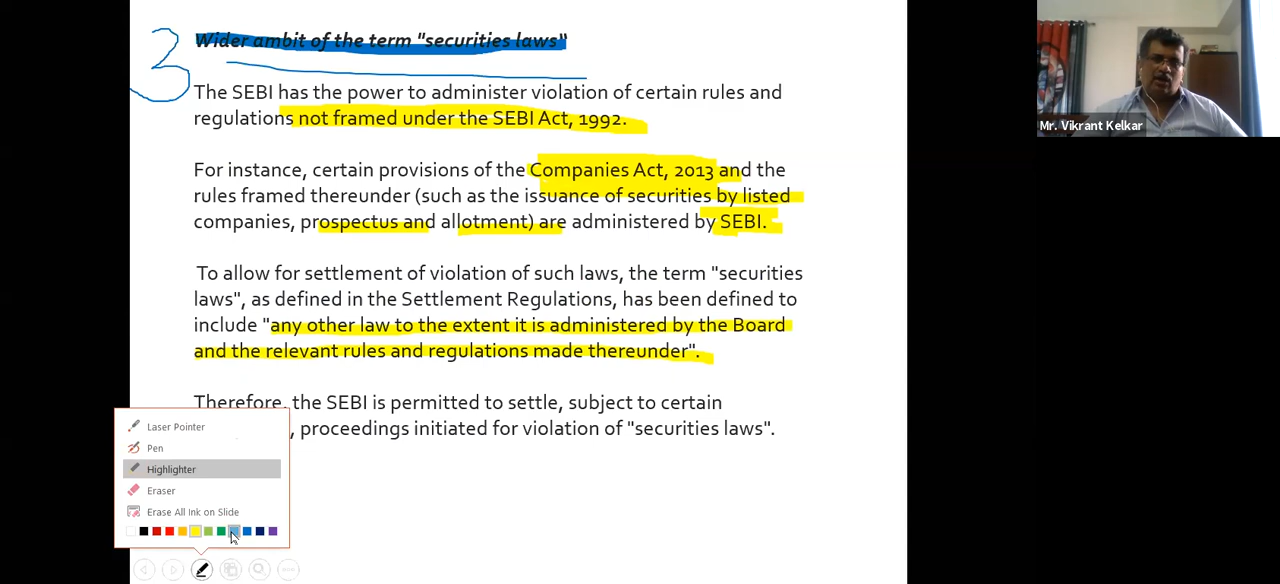 3
Wider ambit of the term "securities laws"
The SEBI has the power to administer violation of certain rules and
regulations not framed under the SEBI Act, 1992.
For instance, certain provisions of the Companies Act, 2013 and the
rules framed thereunder (such as the issuance of securities by listed
companies, prospectus and allotment) are administered by SEBI.
To allow for settlement of violation of such laws, the term "securities
laws", as defined in the Settlement Regulations, has been defined to
include "any other law to the extent it is administered by the Board
and the relevant rules and regulations made thereunder".
Therefore, the SEBI is permitted to settle, subject to certain
, proceedings initiated for violation of "securities laws".
Laser Pointer
Pen
Highlighter
Eraser
Erase All Ink on Slide
Mr. Vikrant Kelkar